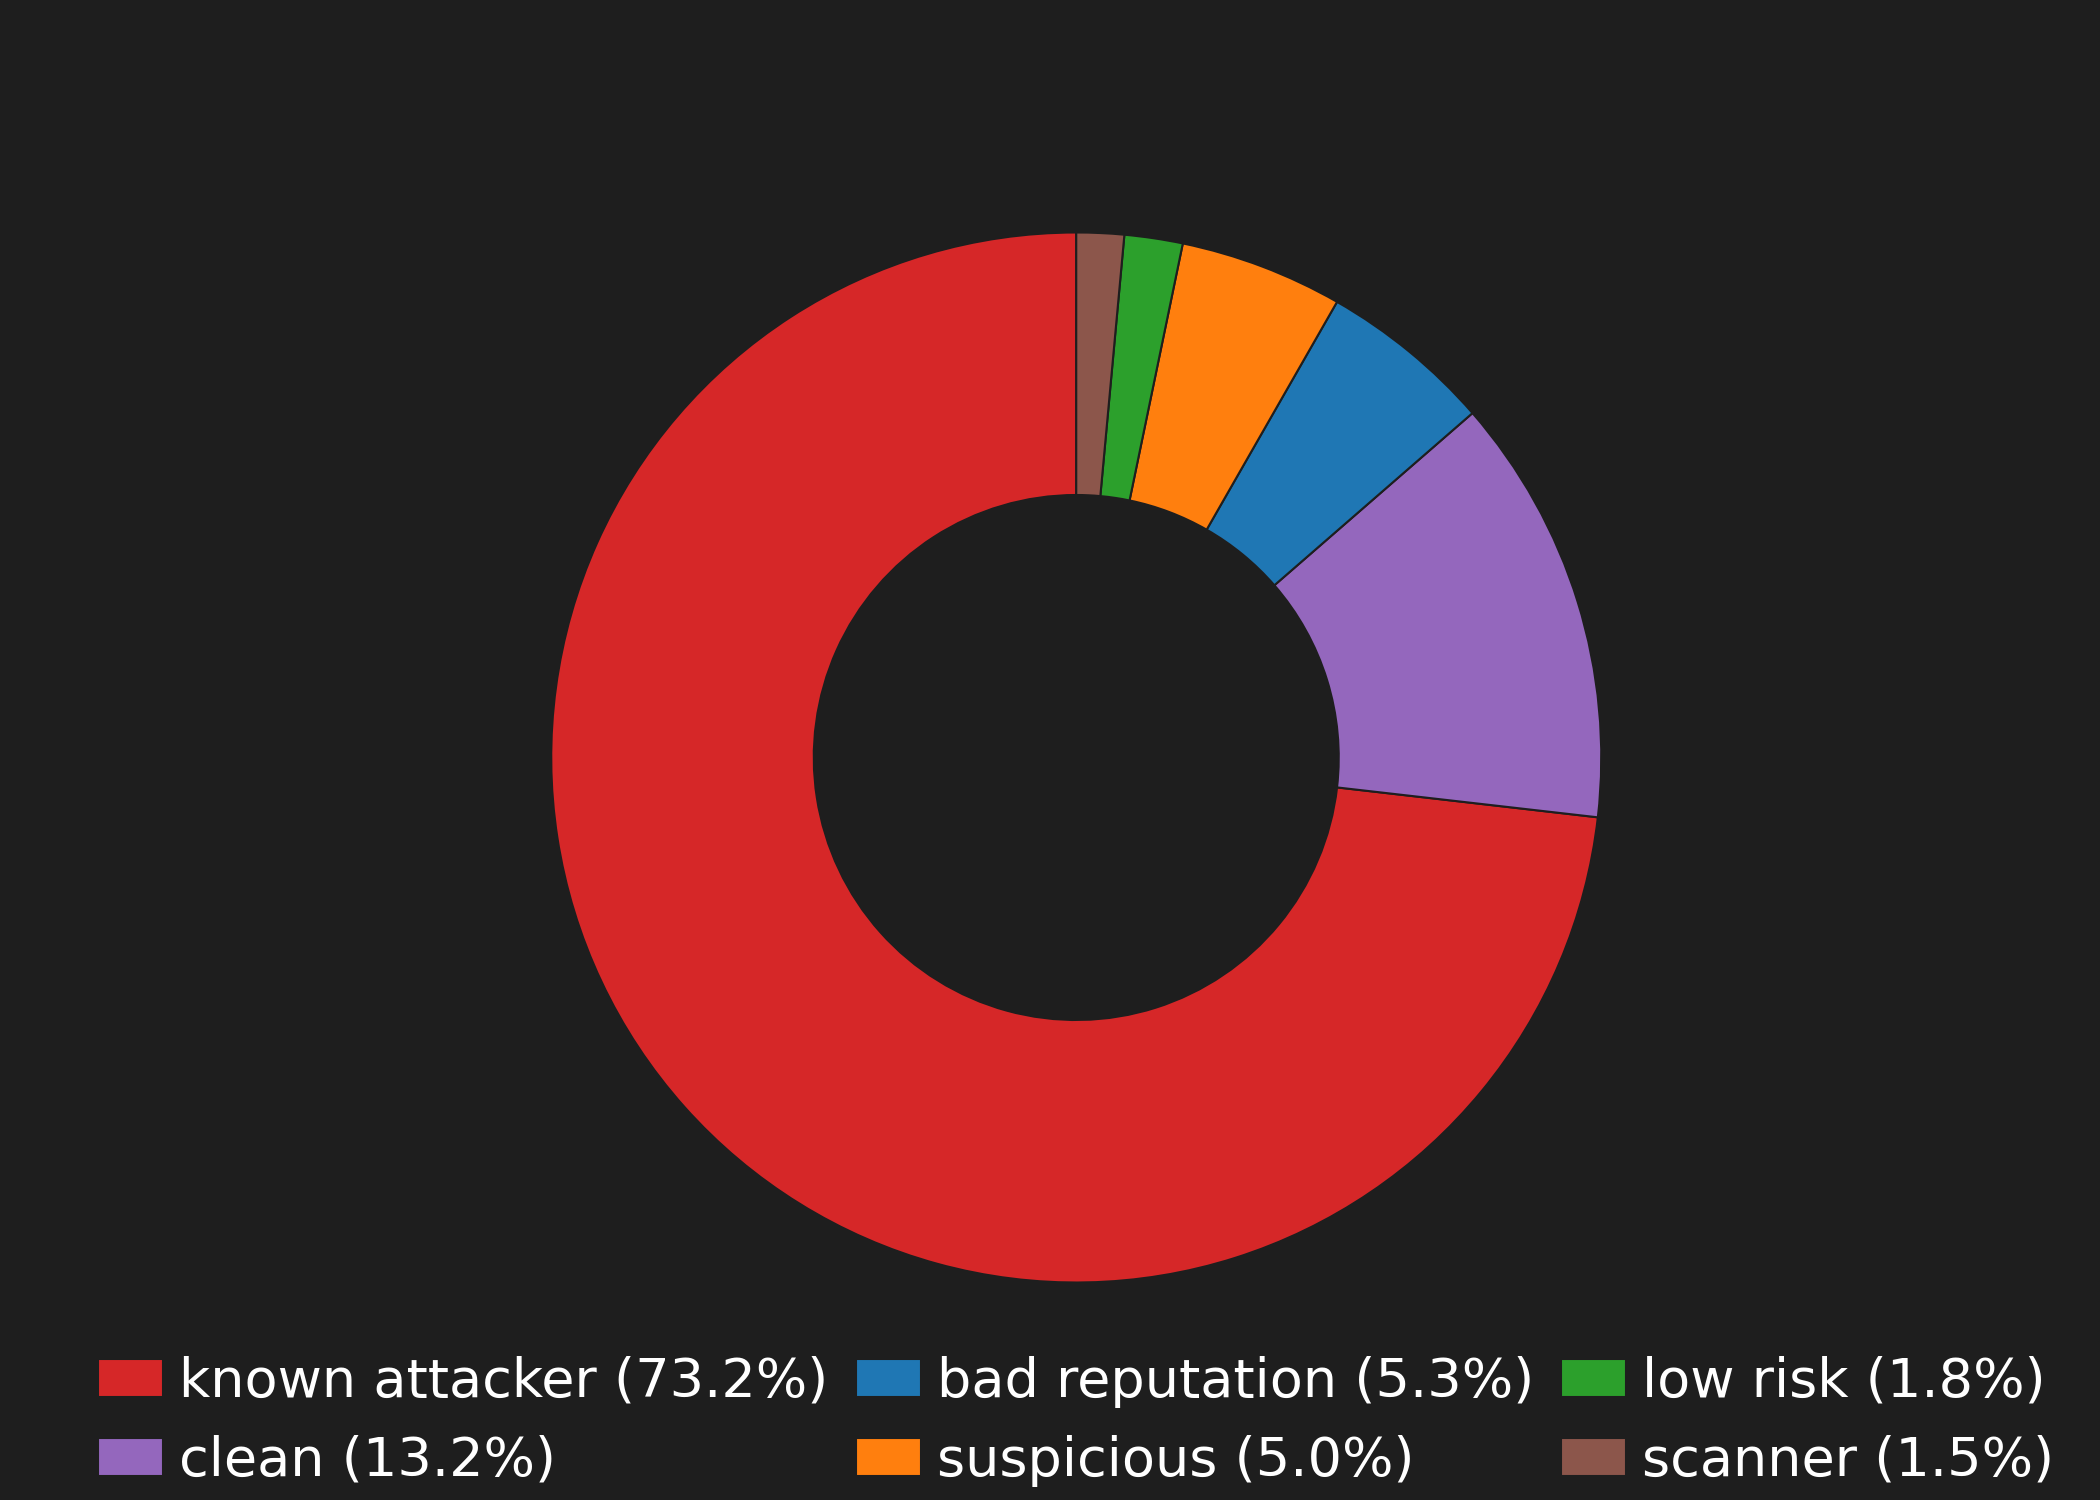 known attacker (73.2%) bad reputation (5.3%) low risk (1.8%)
clean (13.2%) suspicious (5.0%) scanner (1.5%)